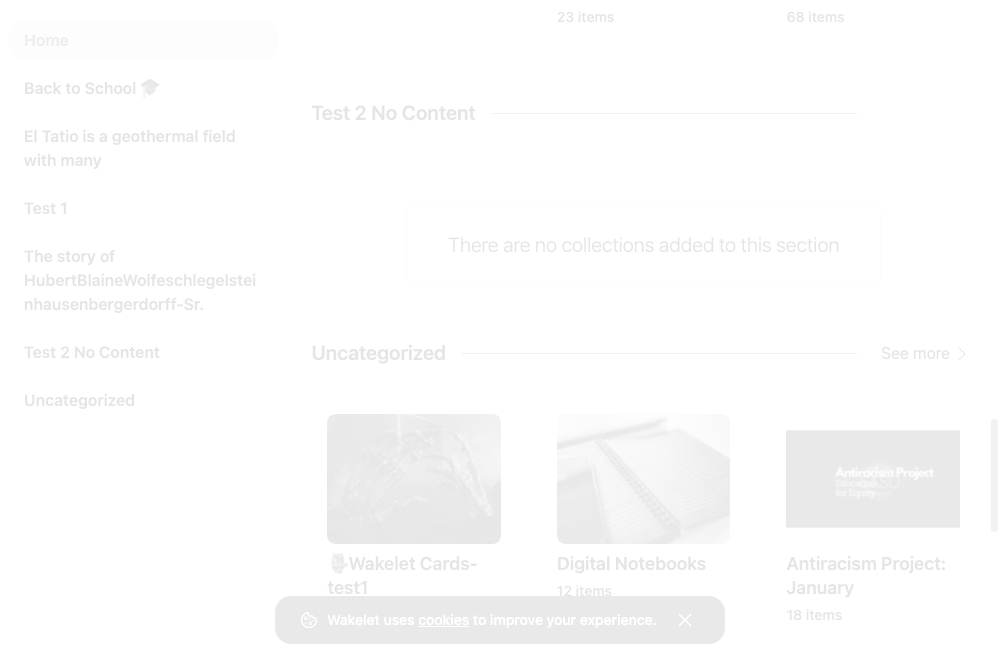 Home
Back to School
El Tatio is a geothermal field
with many
Test 1
The story of
HubertBlaineWolfeschlegelstei
nhausenbergerdorff-Sr.
Test 2 No Content
Uncategorized
23 items
68 items
Test 2 No Content
There are no collections added to this section
Uncategorized
See more
Antiracism Project
Education
for Equity
Wakelet Cards-
test1
Digital Notebooks
12 items
Antiracism Project:
January
18 items
Wakelet uses cookies to improve your experience.